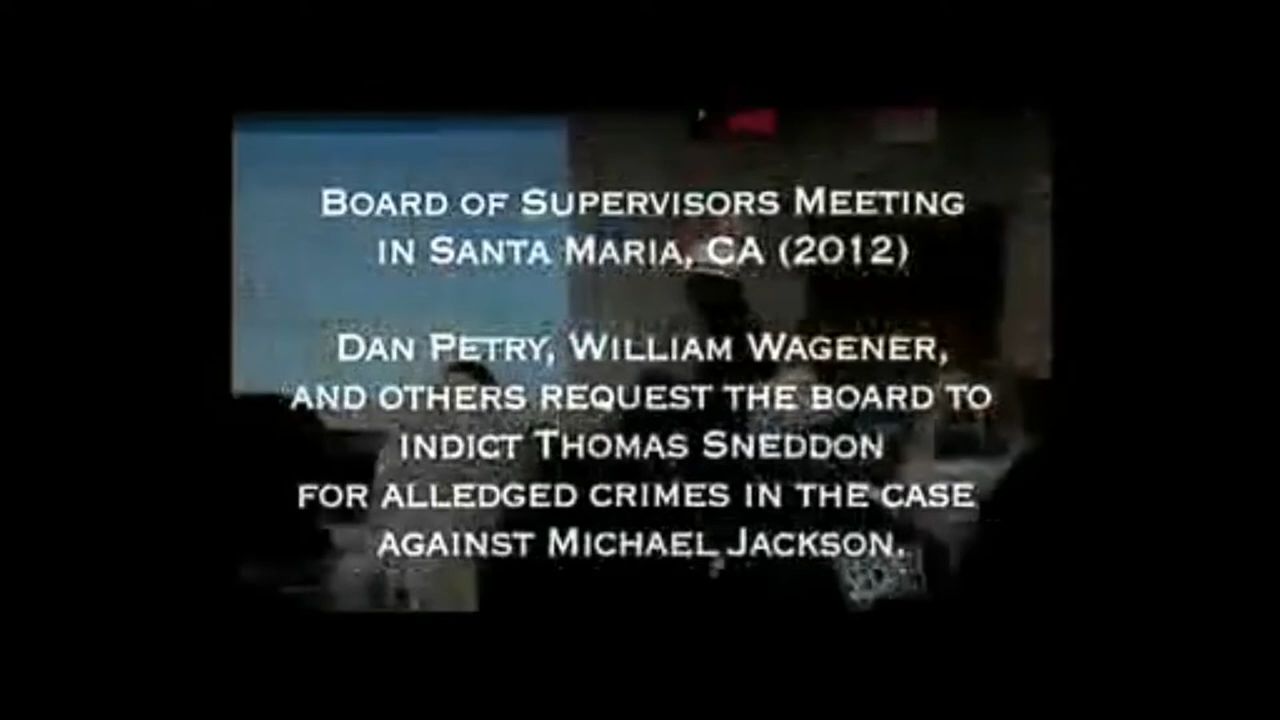 Board of Supervisors Meeting
in Santa Maria, CA (2012)
Dan Petry, William Wagener,
and others request the board to
indict Thomas Sneddon
for alledged crimes in the case
against Michael Jackson.